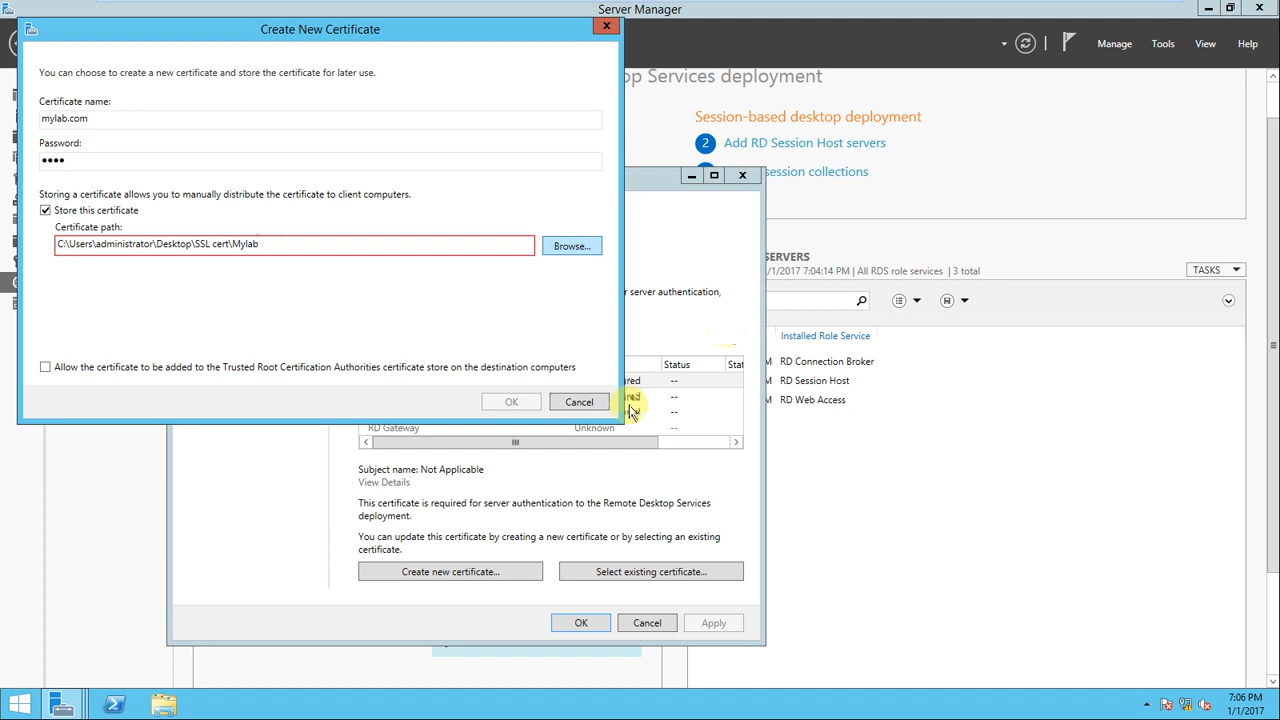 Server Manager
Create New Certificate
Manage
Tools
View
Help
You can choose to create a new certificate and store the certificate for later use.
op Services deployment
Certificate name:
mylab.com
Session-based desktop deployment
Password:
2
Add RD Session Host servers
session collections
Storing a certificate allows you to manually distribute the certificate to client computers.
Store this certificate
Certificate path:
C:\Users\administrator\Desktop\SSL cert\Mylab
Browse...
SERVERS
/1/2017 7:04:14 PM | All RDS role services | 3 total
TASKS
r server authentication,
Installed Role Service
Status
Stat
Allow the certificate to be added to the Trusted Root Certification Authorities certificate store on the destination computers
RD Connection Broker
ured
--
RD Session Host
--
RD Web Access
OK
Cancel
--
RD Gateway
Unknown
--
Subject name: Not Applicable
View Details
This certificate is required for server authentication to the Remote Desktop Services
deployment.
You can update this certificate by creating a new certificate or by selecting an existing
certificate.
Create new certificate...
Select existing certificate...
OK
Cancel
Apply
7:06 PM
1/1/2017